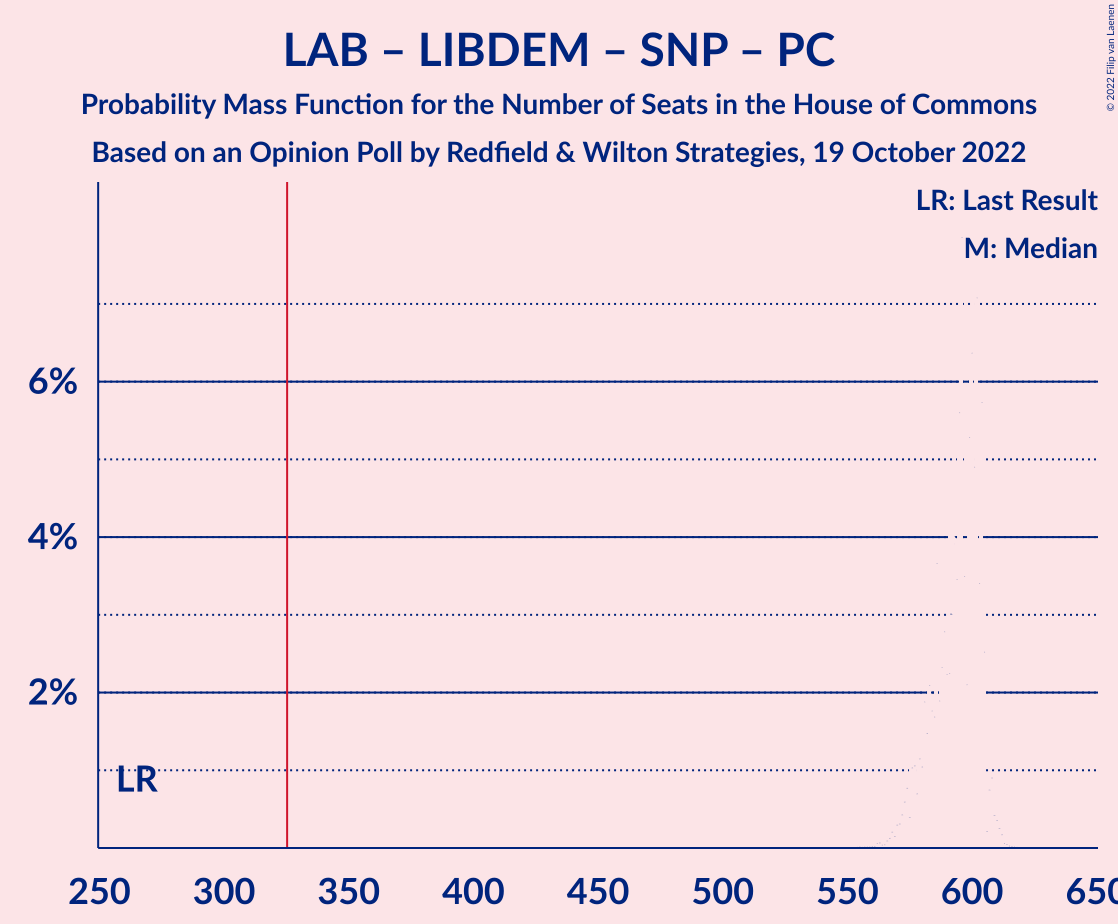 LAB – LIBDEM – SNP – PC
Probability Mass Function for the Number of Seats in the House of Commons
Based on an Opinion Poll by Redfield & Wilton Strategies, 19 October 2022
© 2022 Filip van Laenen
LR: Last Result
M: Median
6%
4%
2%
LR
250 300 350 400 450 500 550 600 650